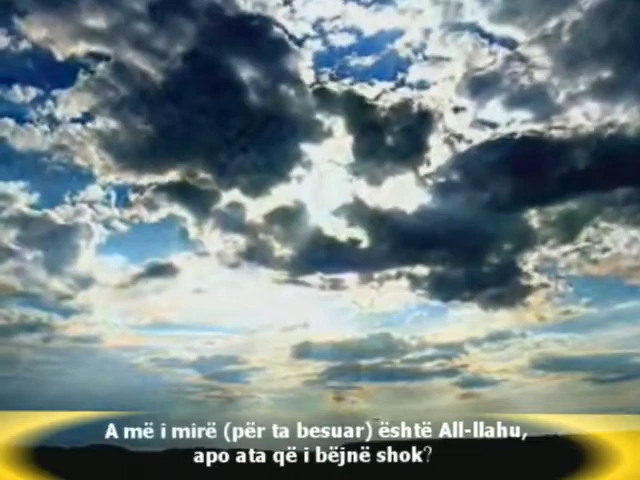 A më i mirë (për ta besuar) është All-llahu,
apo ata që i bëjnë shok?